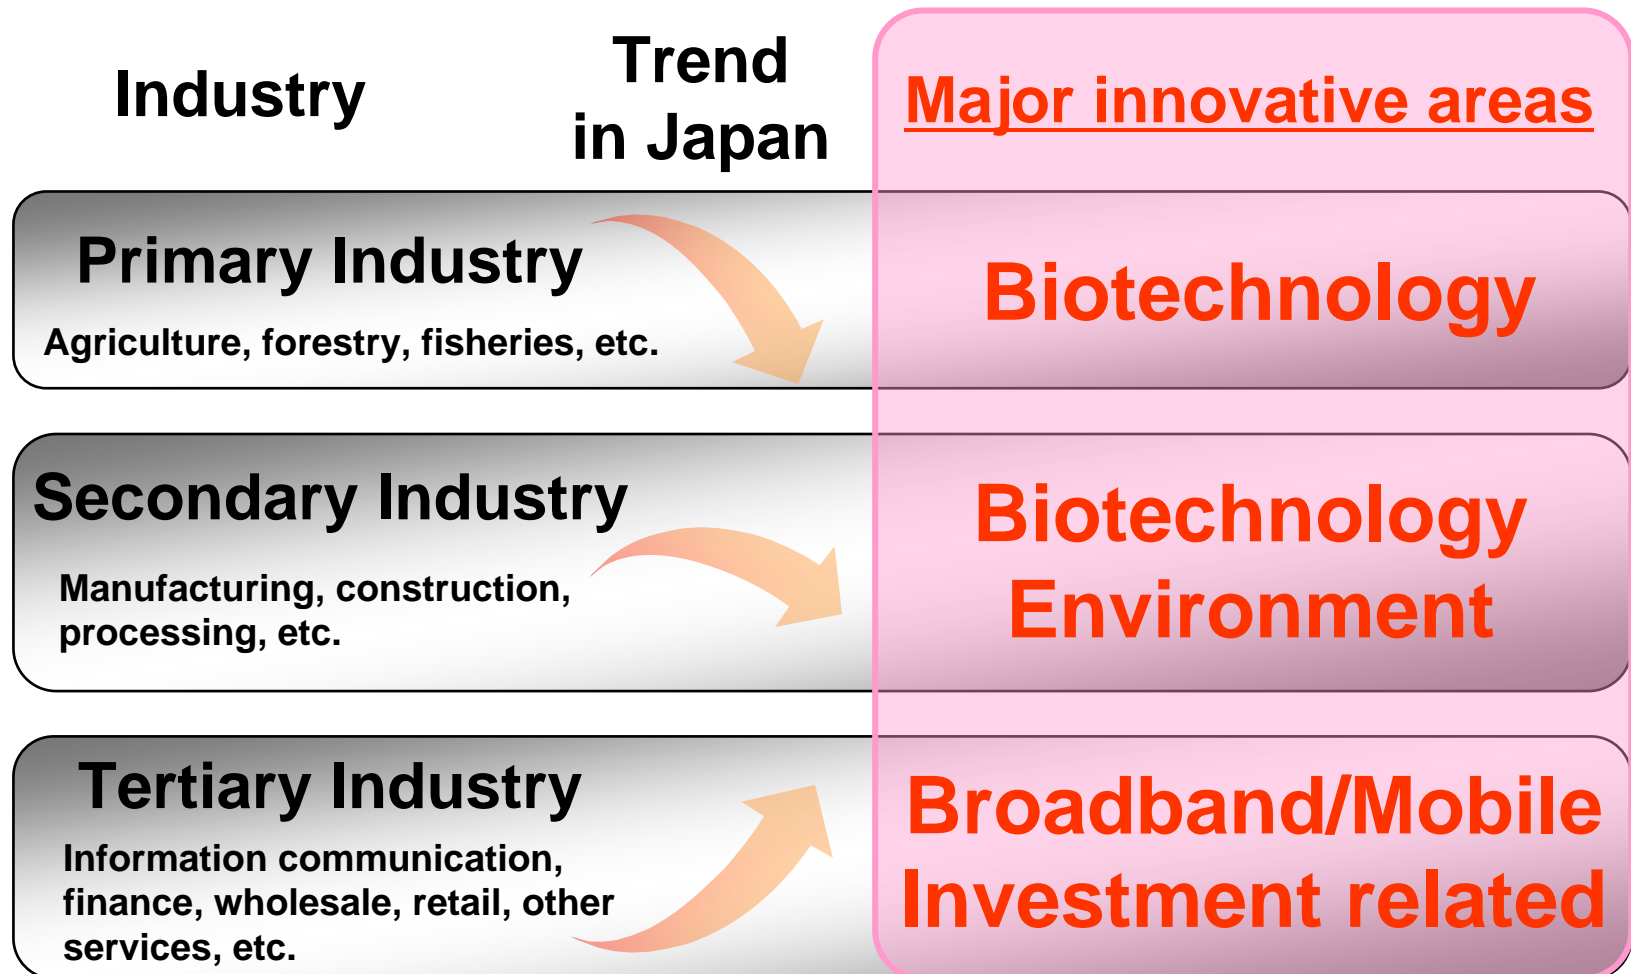 Industry
Trend
in Japan
Major innovative areas
Primary Industry
Agriculture, forestry, fisheries, etc.
Biotechnology
Secondary Industry
Manufacturing, construction,
processing, etc.
Biotechnology
Environment
Tertiary Industry
Information communication,
finance, wholesale, retail, other
services, etc.
Broadband/Mobile
Investment related